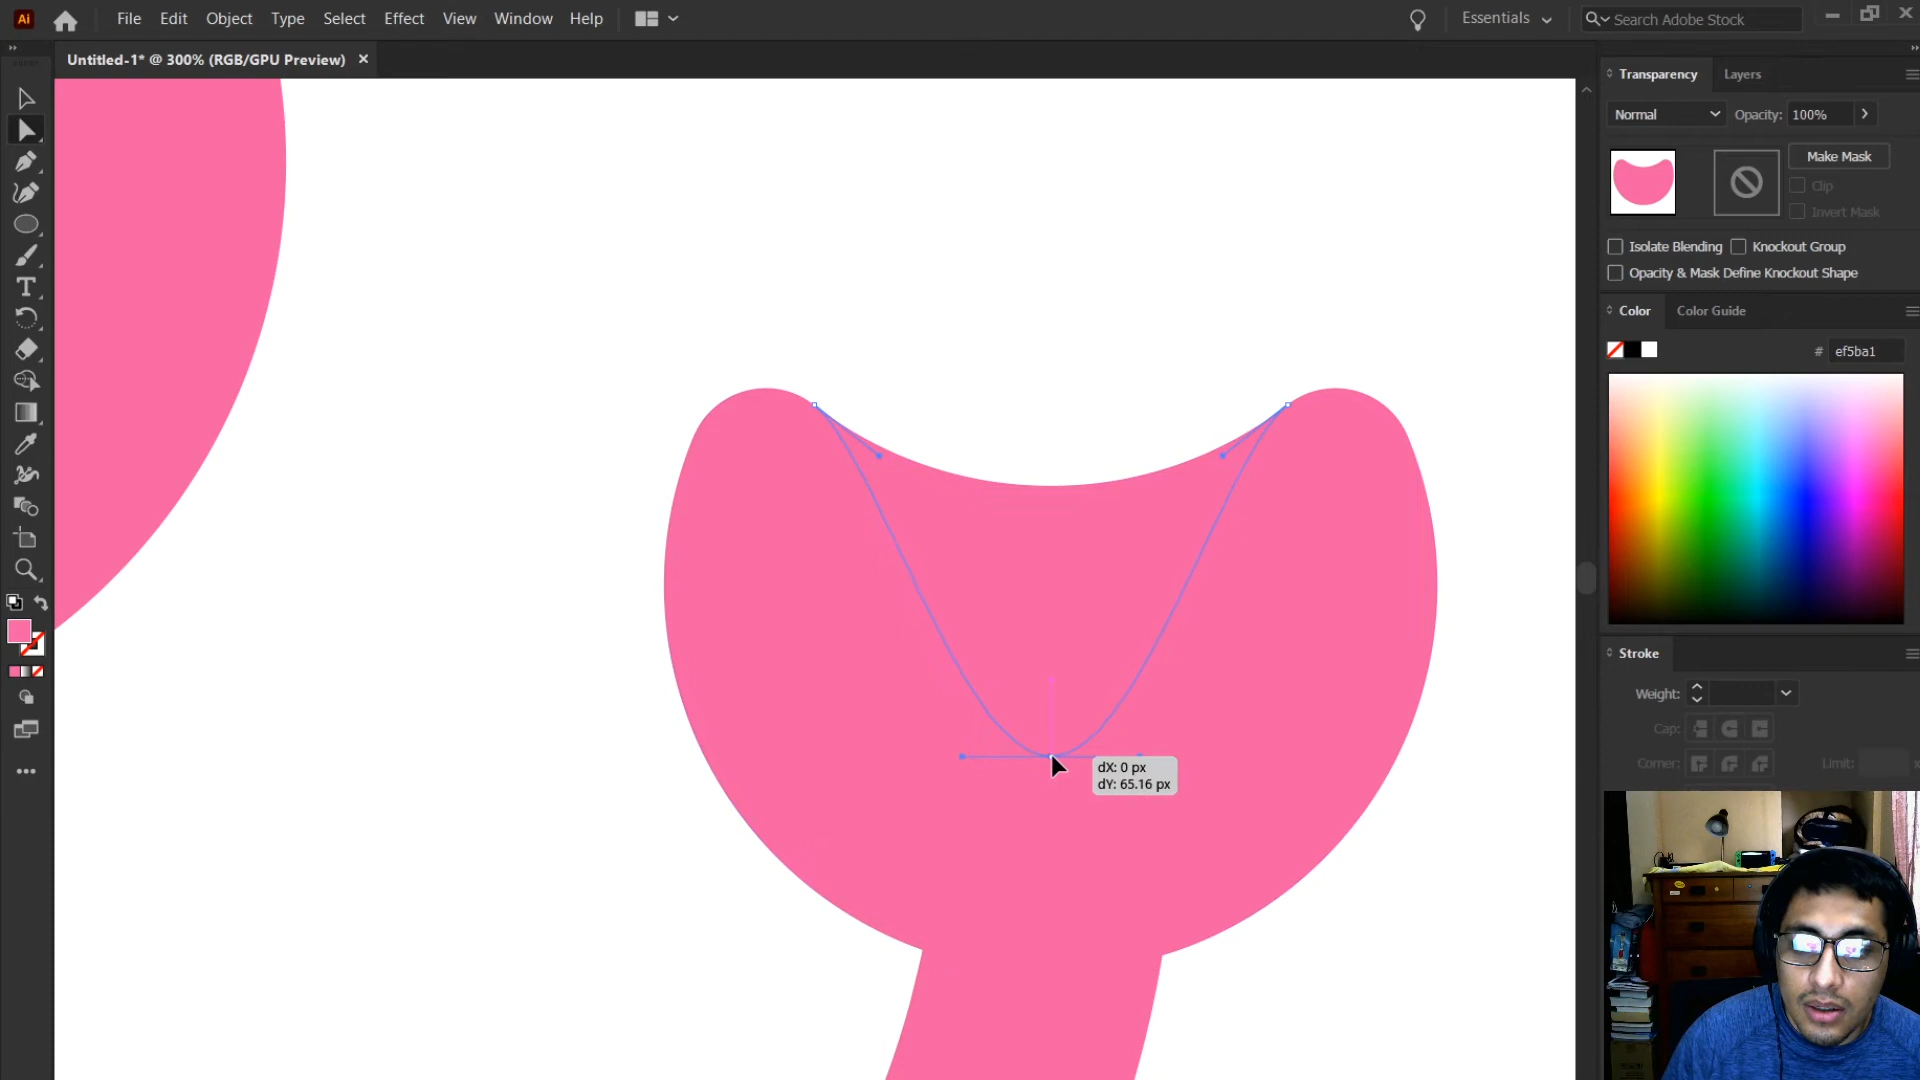 Ai File Edit Object Type Select Effect View Window Help Essentials Search Adobe Stock
Untitled-1* @ 300% (RGB/GPU Preview)
Transparency Layers
Normal Opacity: 100%
Make Mask
Clip
Invert Mask
Isolate Blending Knockout Group
Opacity & Mask Define Knockout Shape
Color Color Guide
# ef5ba1
Stroke
Weight:
Cap:
Corner: Limit:
dX: 0 px
dY: 65.16 px